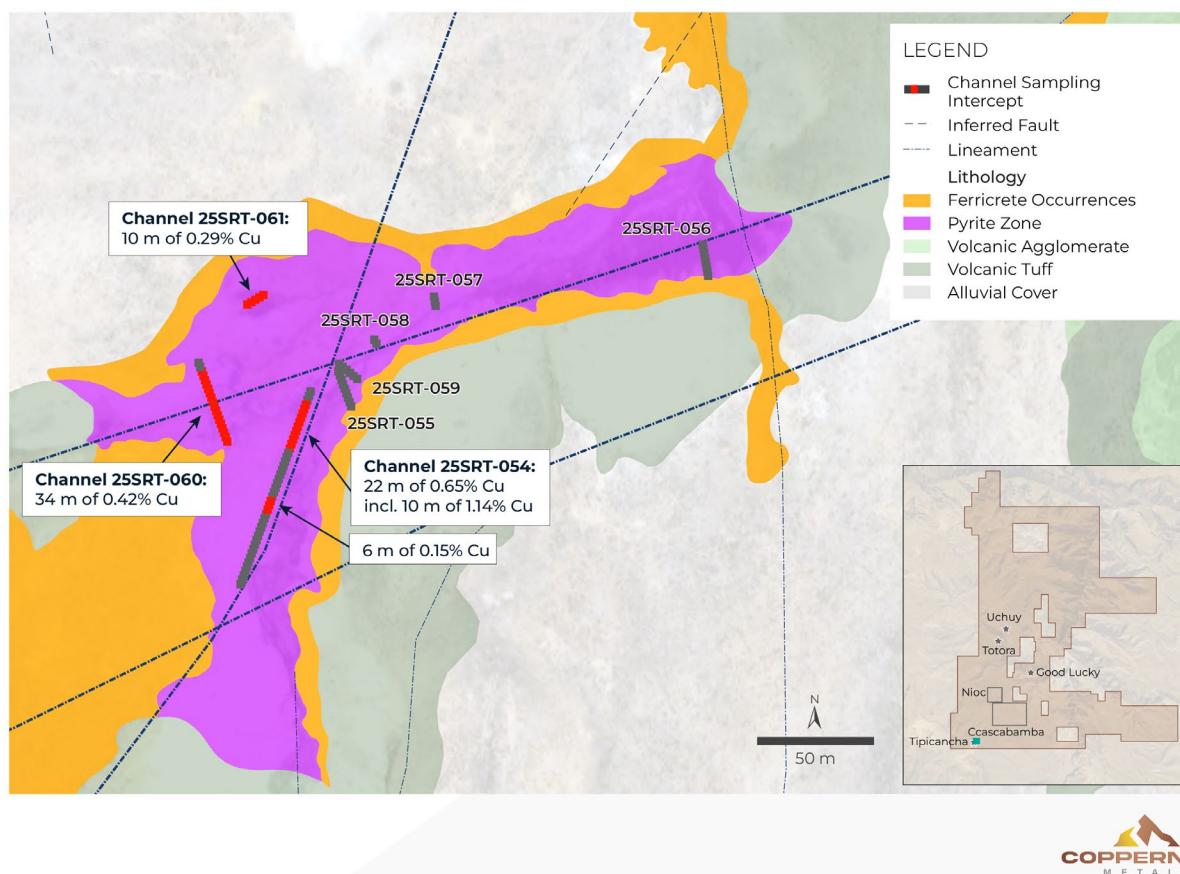 LEGEND
Channel Sampling
Intercept
Inferred Fault
Lineament
Lithology
Ferricrete Occurrences
Pyrite Zone
Volcanic Agglomerate
Volcanic Tuff
Alluvial Cover
Channel 25SRT-061:
10 m of 0.29% Cu
25SRT-056
25SRT-057
25SRT-058
25SRT-059
25SRT-055
Channel 25SRT-060:
34 m of 0.42% Cu
Channel 25SRT-054:
22 m of 0.65% Cu
incl. 10 m of 1.14% Cu
6 m of 0.15% Cu
N
50 m
Uchuy
Totora
Good Lucky
Nioc
Ccascabamba
Tipicancha
COPPERN
METAL